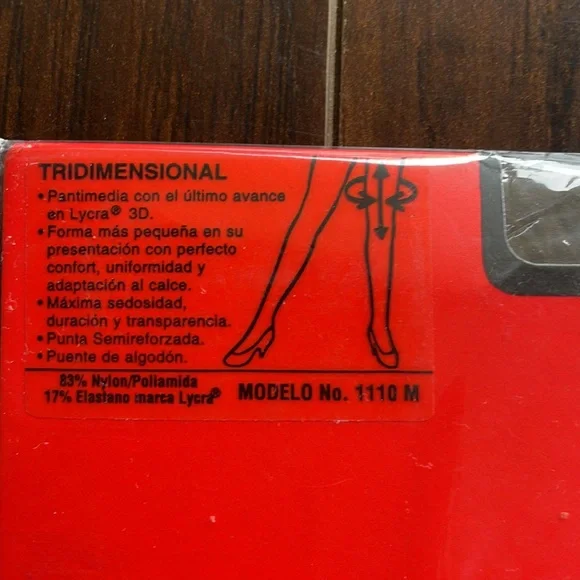 TRIDIMENSIONAL
• Pantimedia con el último avance
en Lycra® 3D.
• Forma más pequeña en su
presentación con perfecto
confort, uniformidad y
adaptación al calce.
• Máxima sedosidad,
duración y transparencia.
• Punta Semireforzada.
• Puente de algodón.
83% Nylon/Poliamida
17% Elastano marca Lycra®
MODELO No. 1110 M